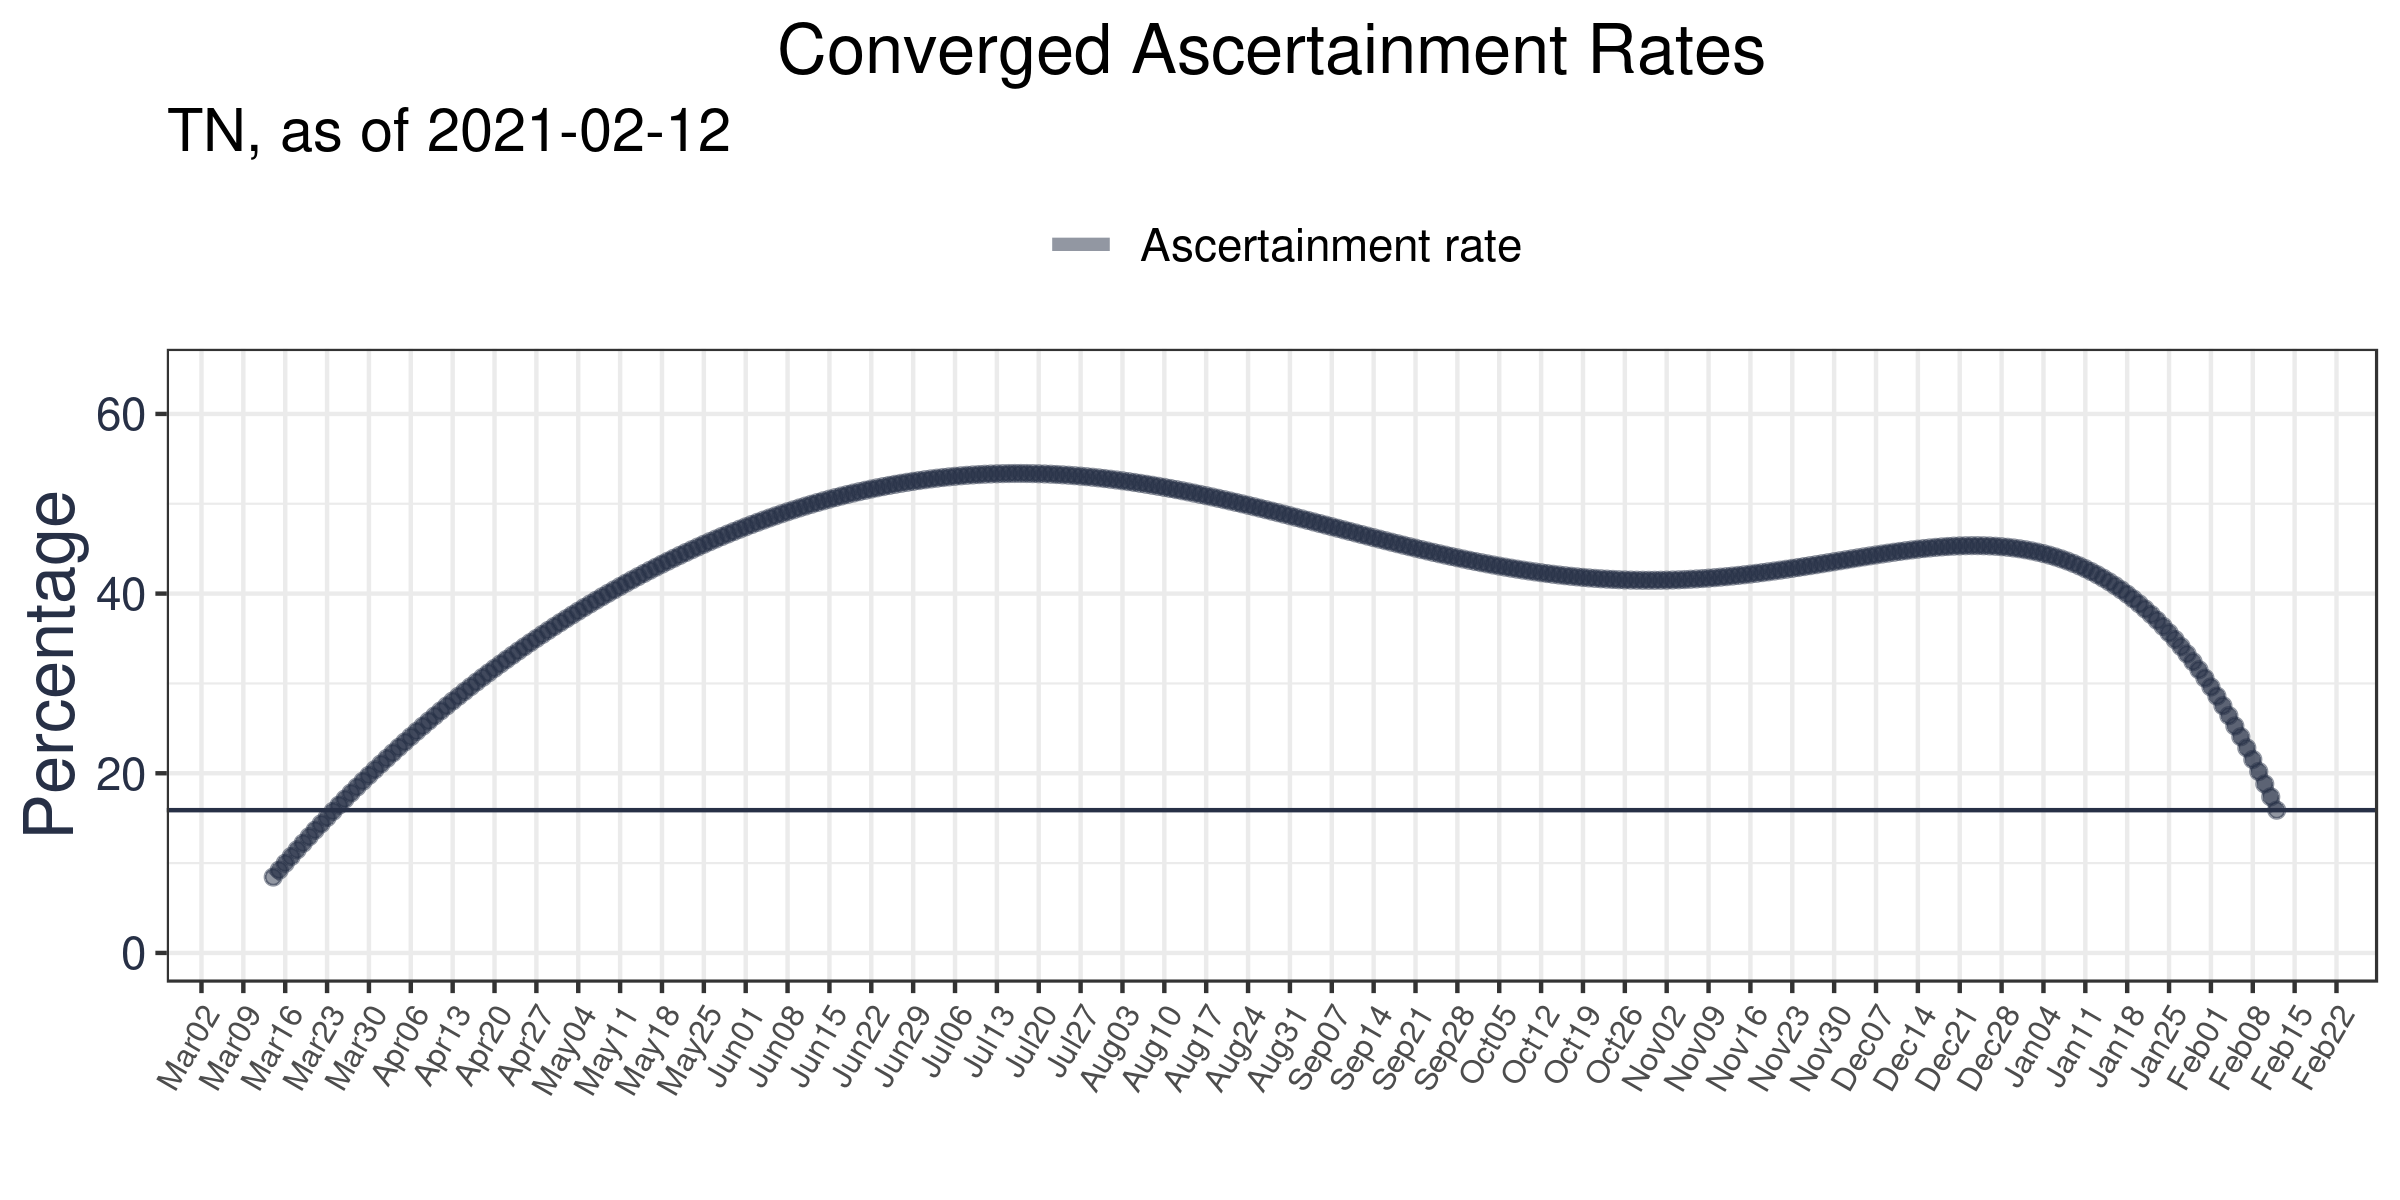 Converged Ascertainment Rates
TN, as of 2021-02-12
Ascertainment rate
Percentage
60
40
20
0
Mar02
Mar09
Mar16
Mar23
Mar30
Apr06
Apr13
Apr20
Apr27
May04
May11
May18
May25
Jun01
Jun08
Jun15
Jun22
Jun29
Jul06
Jul13
Jul20
Jul27
Aug03
Aug10
Aug17
Aug24
Aug31
Sep07
Sep14
Sep21
Sep28
Oct05
Oct12
Oct19
Oct26
Nov02
Nov09
Nov16
Nov23
Nov30
Dec07
Dec14
Dec21
Dec28
Jan04
Jan11
Jan18
Jan25
Feb01
Feb08
Feb15
Feb22